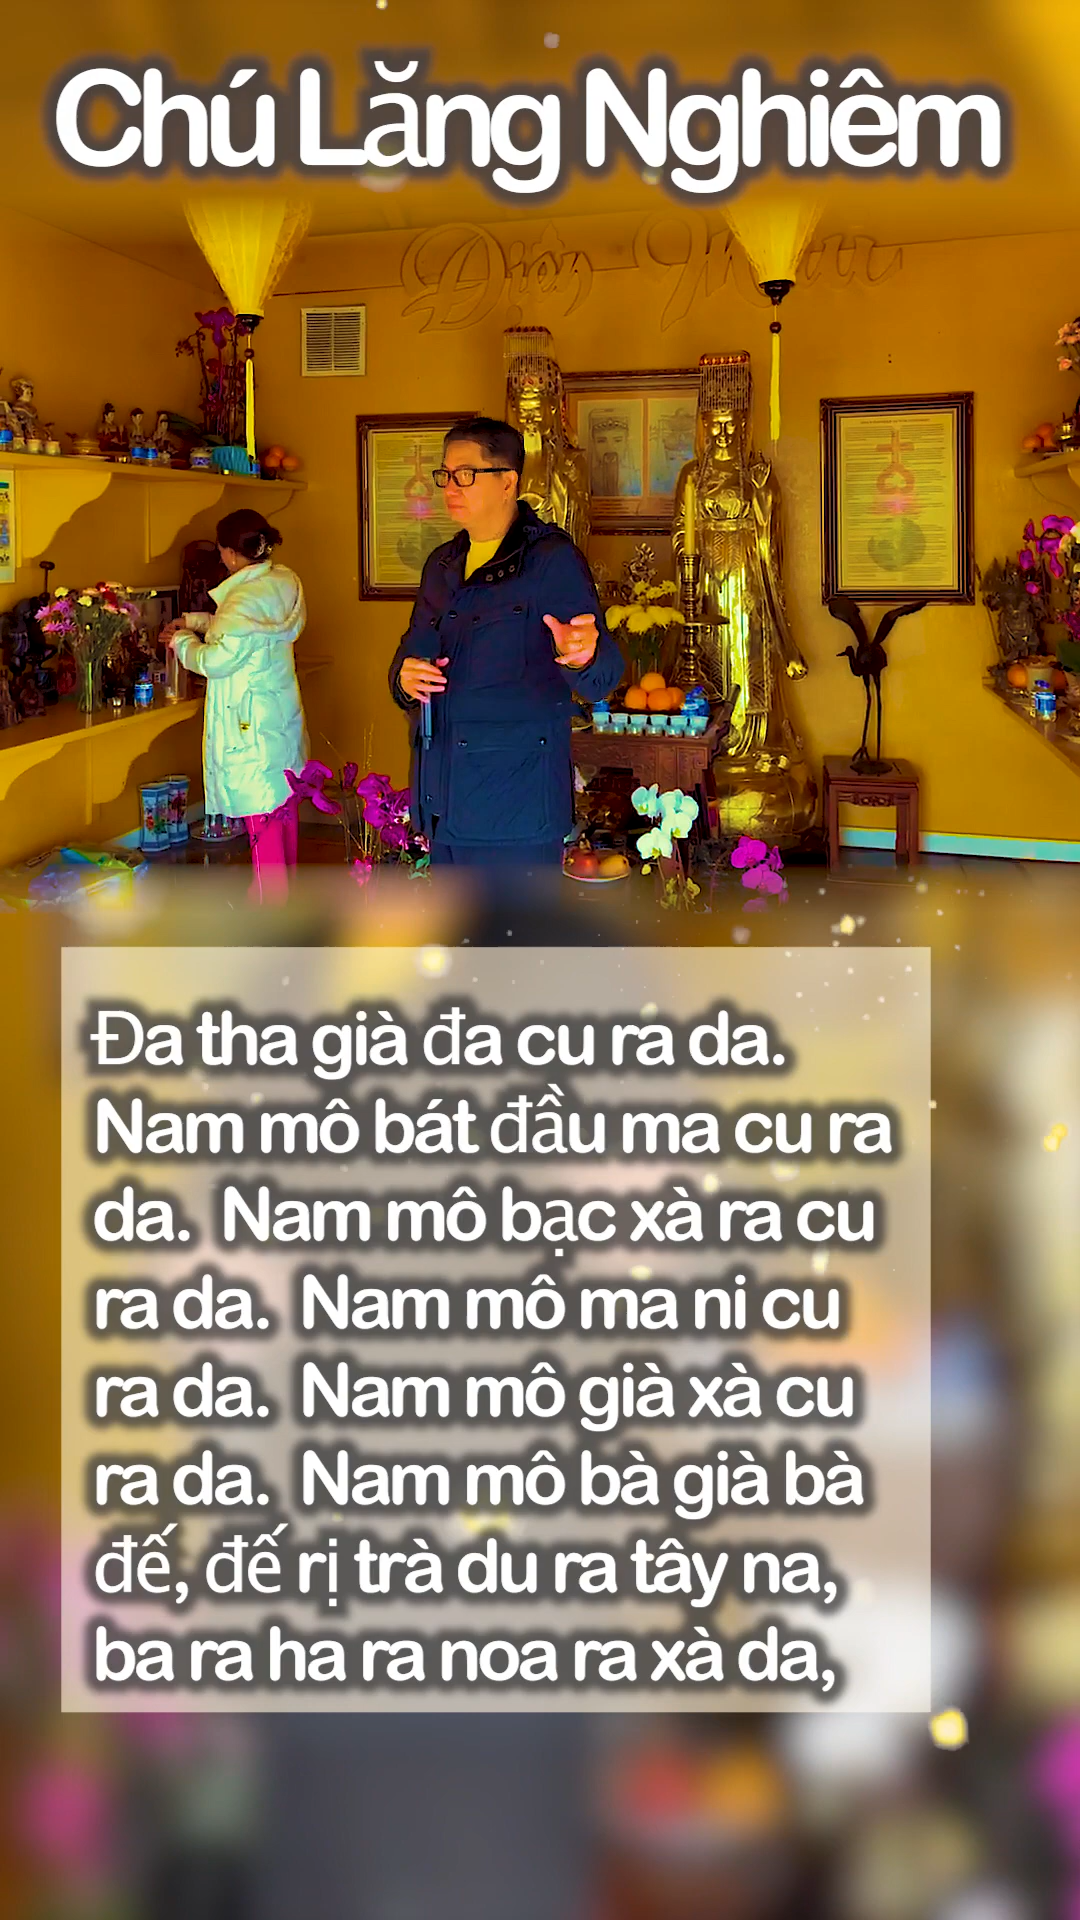 Chú Lăng Nghiêm
Điện Mẫu
Đa tha già đa cu ra da.
Nam mô bát đầu ma cu ra
da. Nam mô bạc xà ra cu
ra da. Nam mô ma ni cu
ra da. Nam mô già xà cu
ra da. Nam mô bà già bà
đế, đế rị trà du ra tây na,
ba ra ha ra noa ra xà da,